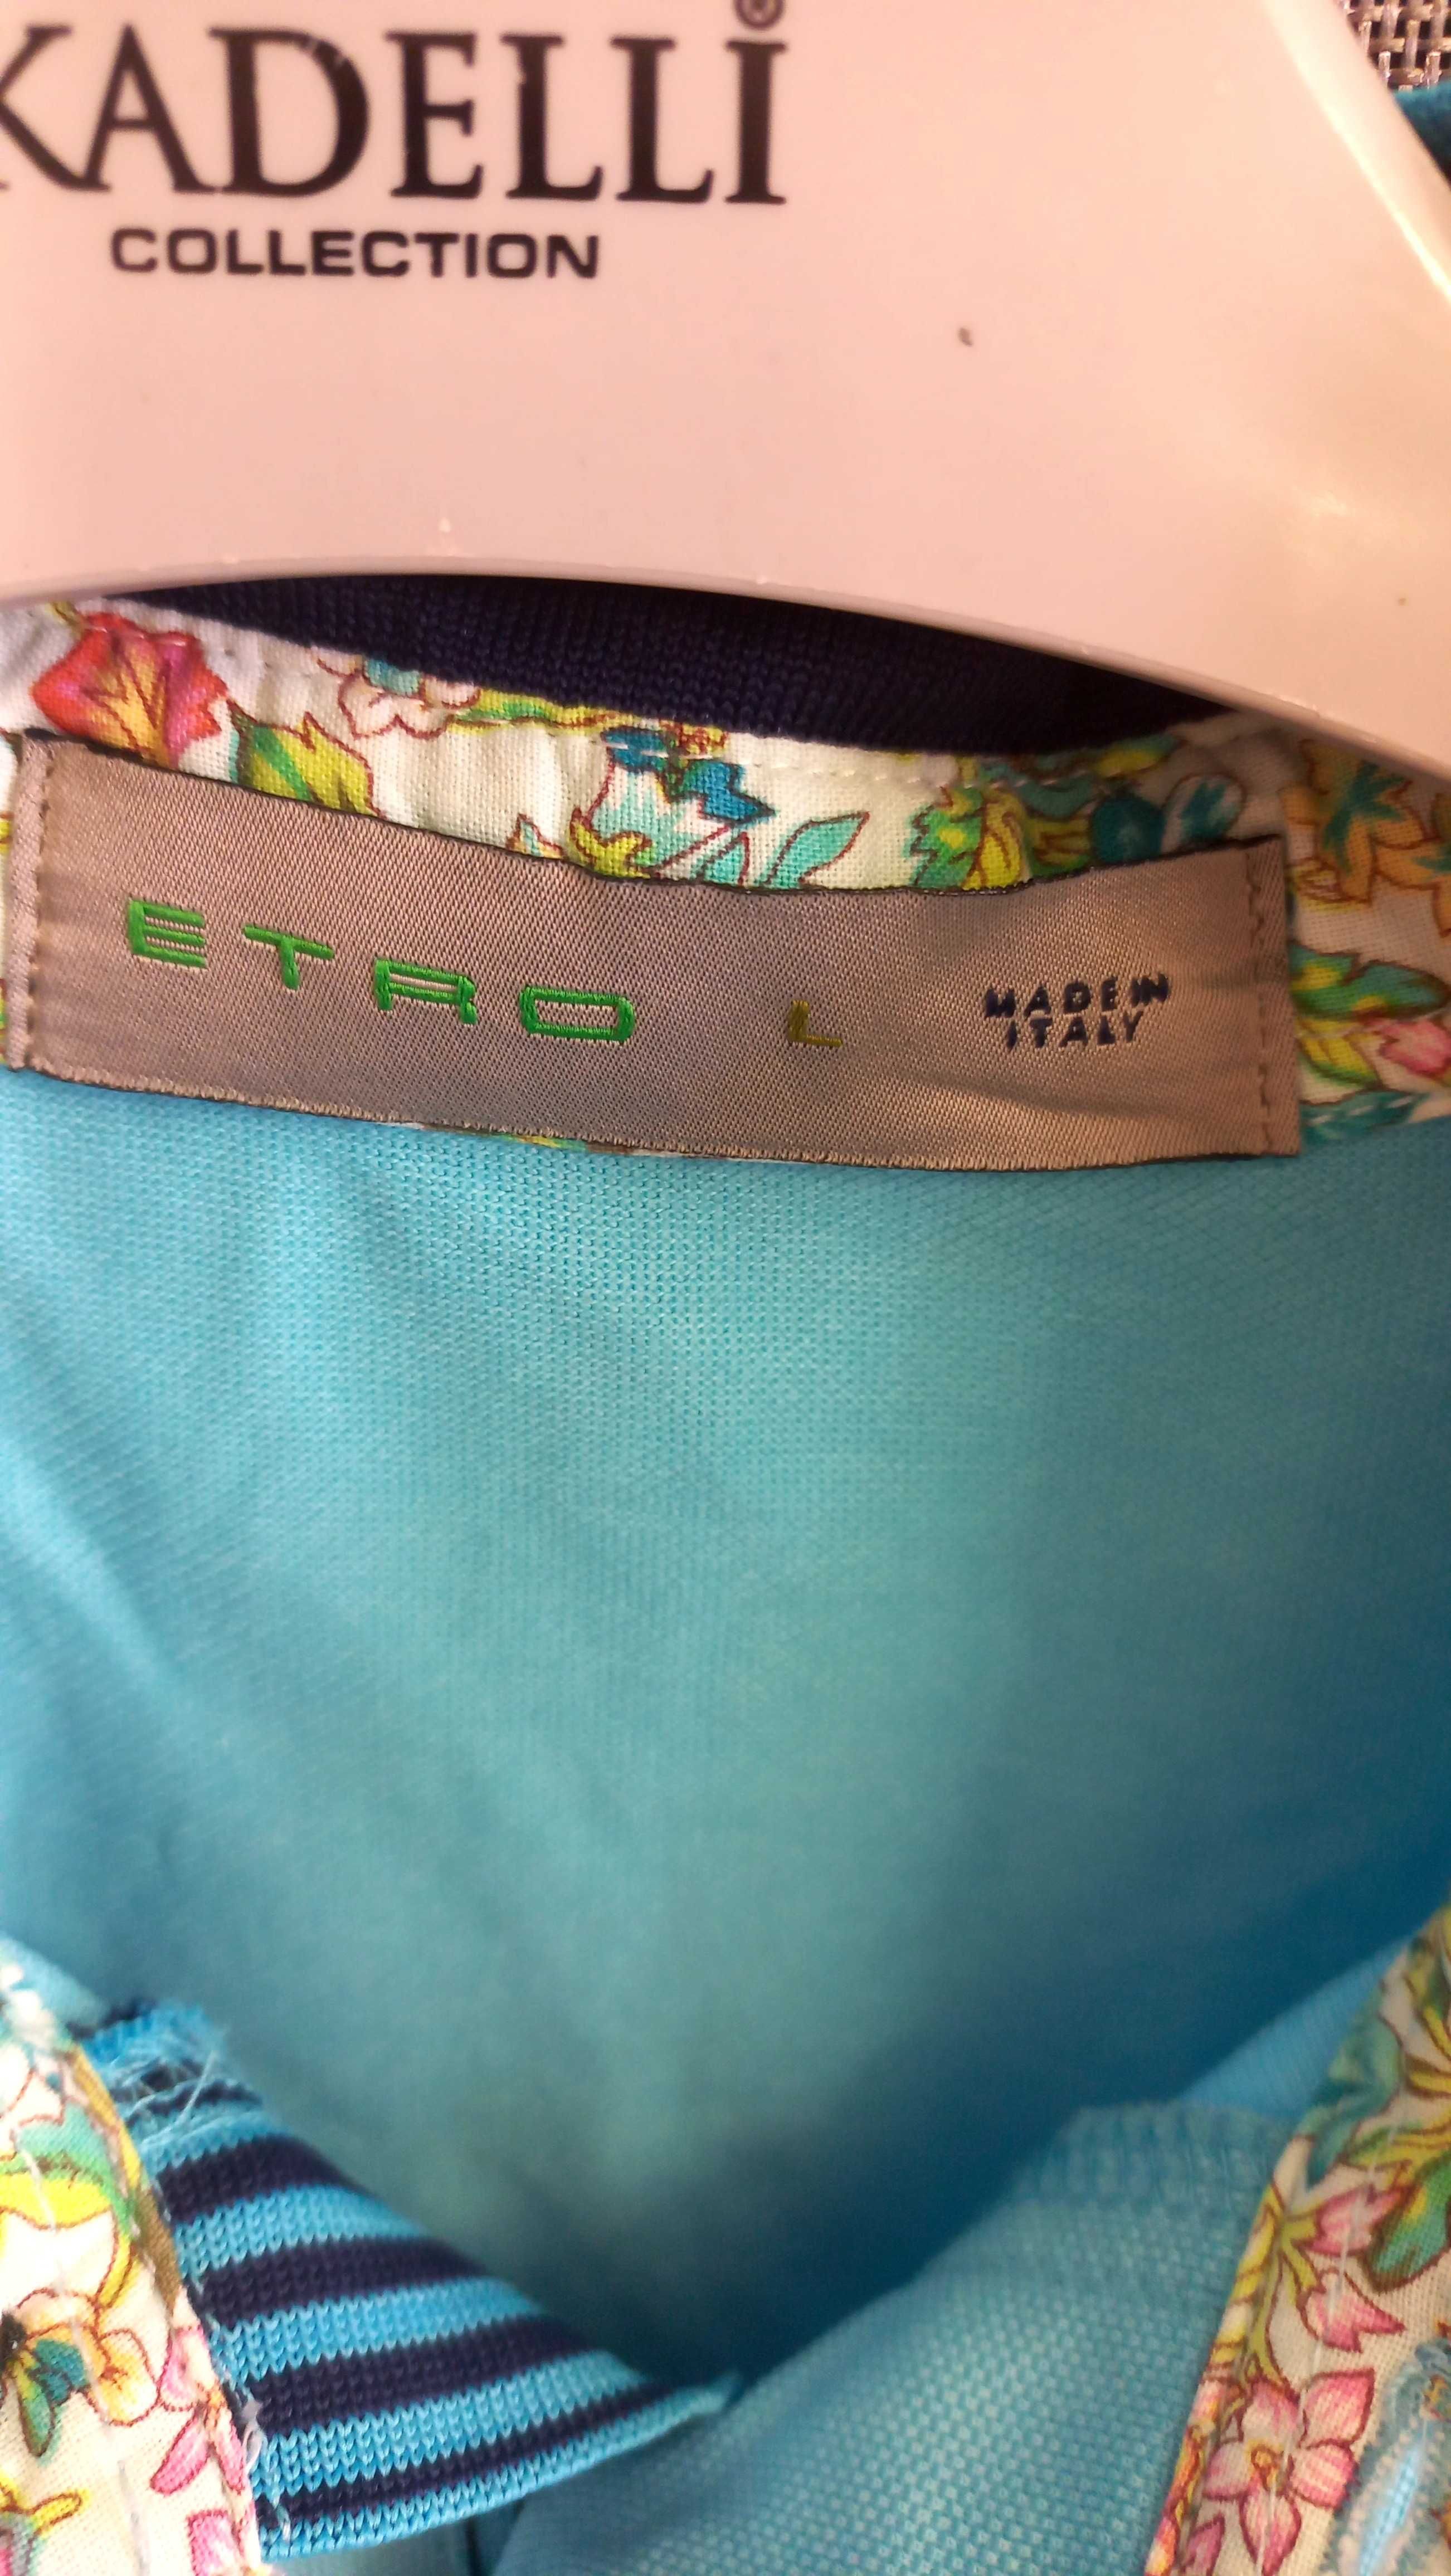 KADELLİ®
COLLECTION
ETRO L MADE IN
ITALY